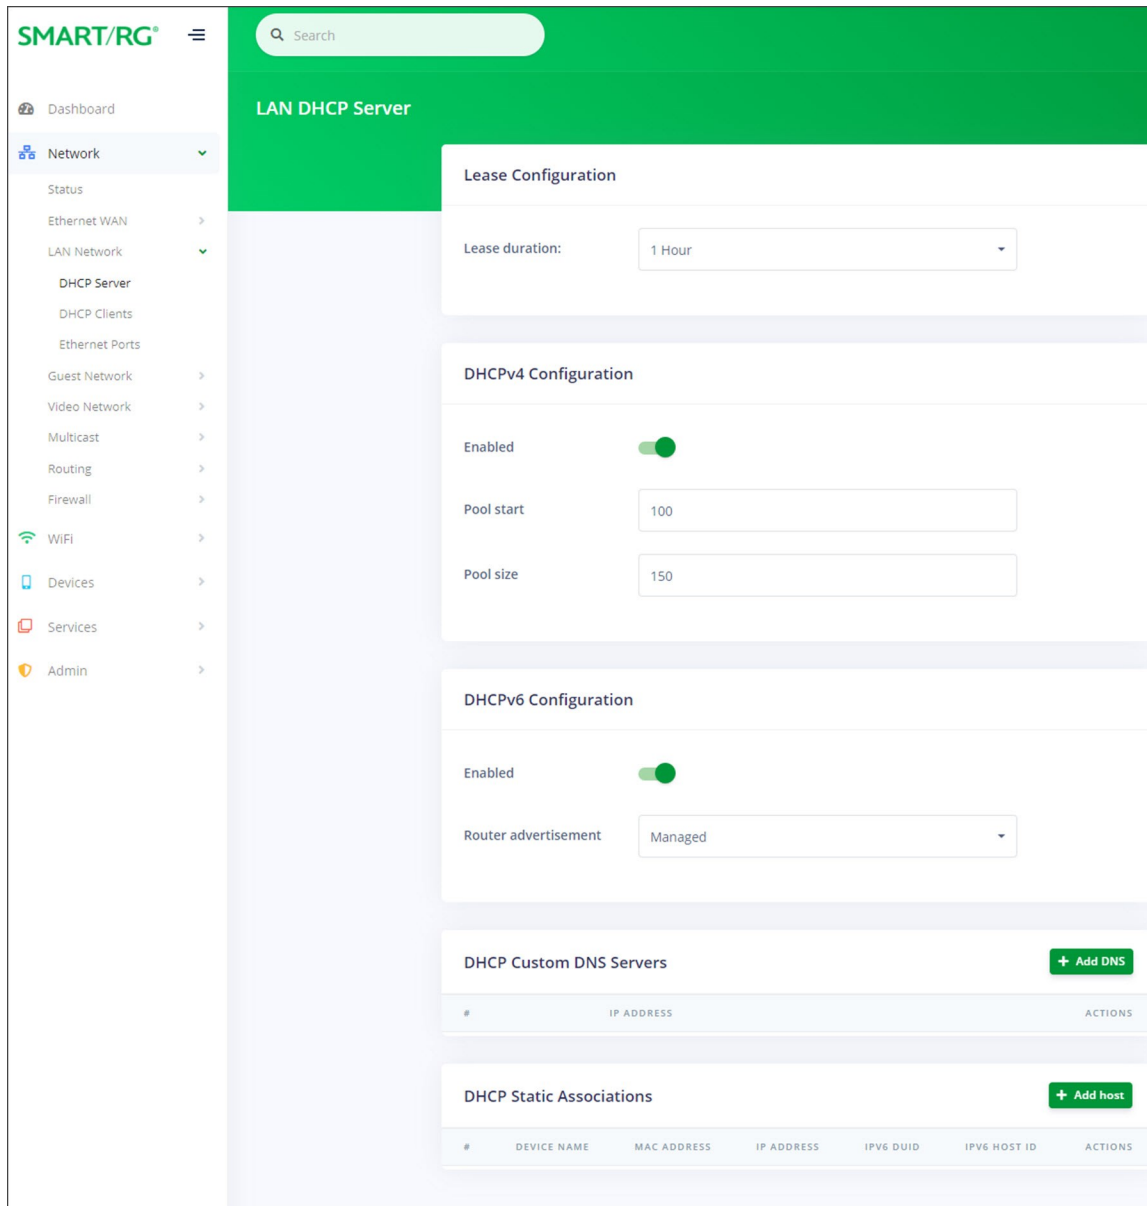 SMART/RG®
Search
Dashboard
Network
Status
Ethernet WAN
LAN Network
DHCP Server
DHCP Clients
Ethernet Ports
Guest Network
Video Network
Multicast
Routing
Firewall
WiFi
Devices
Services
Admin
LAN DHCP Server
Lease Configuration
Lease duration: 1 Hour
DHCPv4 Configuration
Enabled
Pool start 100
Pool size 150
DHCPv6 Configuration
Enabled
Router advertisement Managed
DHCP Custom DNS Servers + Add DNS
# IP ADDRESS ACTIONS
DHCP Static Associations + Add host
# DEVICE NAME MAC ADDRESS IP ADDRESS IPV6 DUID IPV6 HOST ID ACTIONS